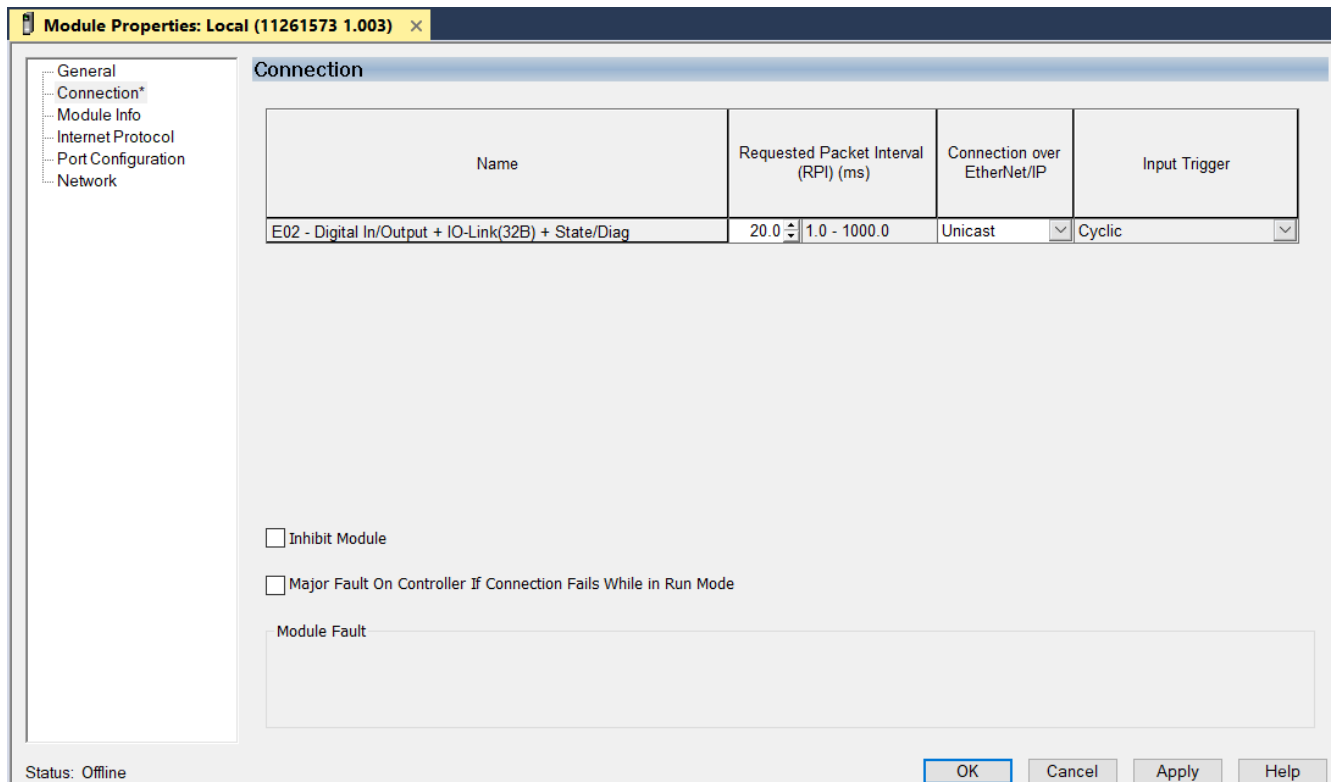 Module Properties: Local (11261573 1.003)
General
Connection*
Module Info
Internet Protocol
Port Configuration
Network
Connection
Name
Requested Packet Interval
(RPI) (ms)
Connection over
EtherNet/IP
Input Trigger
E02 - Digital In/Output + IO-Link(32B) + State/Diag
20.0
1.0 - 1000.0
Unicast
Cyclic
Inhibit Module
Major Fault On Controller If Connection Fails While in Run Mode
Module Fault
Status: Offline
OK
Cancel
Apply
Help